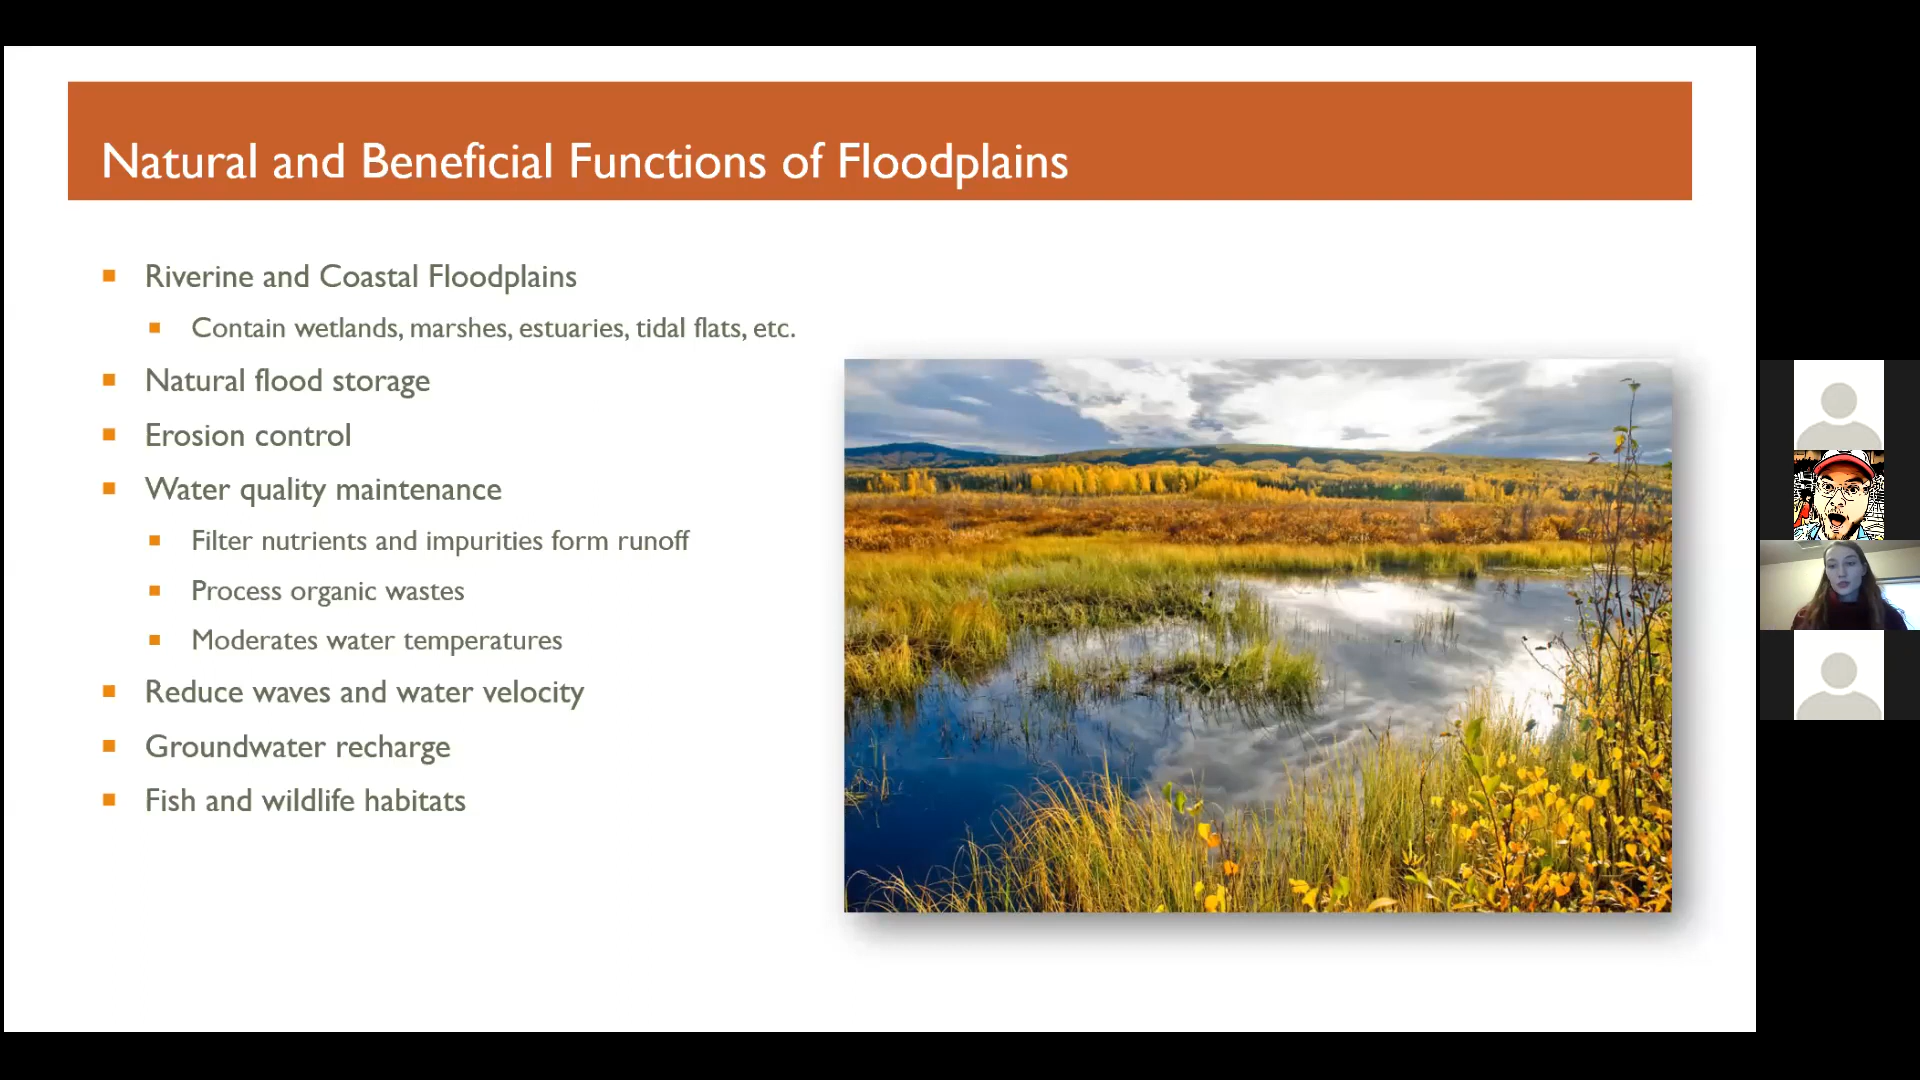 Natural and Beneficial Functions of Floodplains
Riverine and Coastal Floodplains
Contain wetlands, marshes, estuaries, tidal flats, etc.
Natural flood storage
Erosion control
Water quality maintenance
Filter nutrients and impurities form runoff
Process organic wastes
Moderates water temperatures
Reduce waves and water velocity
Groundwater recharge
Fish and wildlife habitats